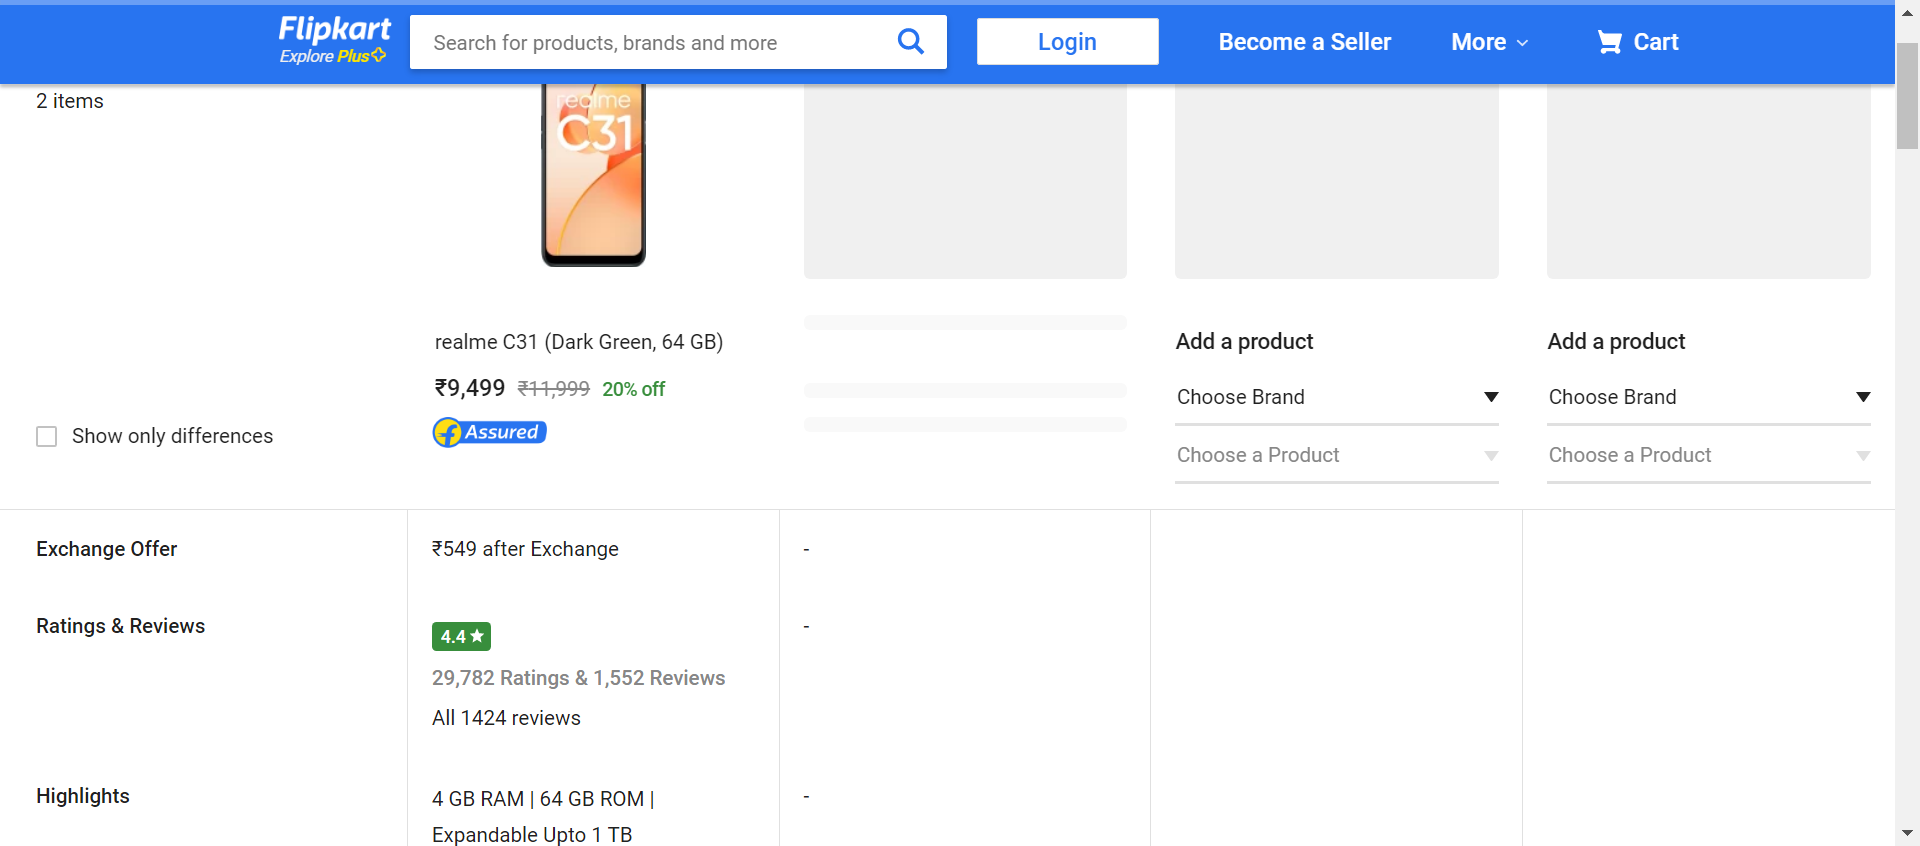 Flipkart
Explore Plus
Search for products, brands and more
Login
Become a Seller
More
Cart
2 items
realme
C31
realme C31 (Dark Green, 64 GB)
₹9,499 ₹11,999 20% off
Assured
Show only differences
Add a product
Choose Brand
Choose a Product
Add a product
Choose Brand
Choose a Product
Exchange Offer
₹549 after Exchange
-
Ratings & Reviews
4.4
29,782 Ratings & 1,552 Reviews
All 1424 reviews
-
Highlights
4 GB RAM | 64 GB ROM |
Expandable Upto 1 TB
-